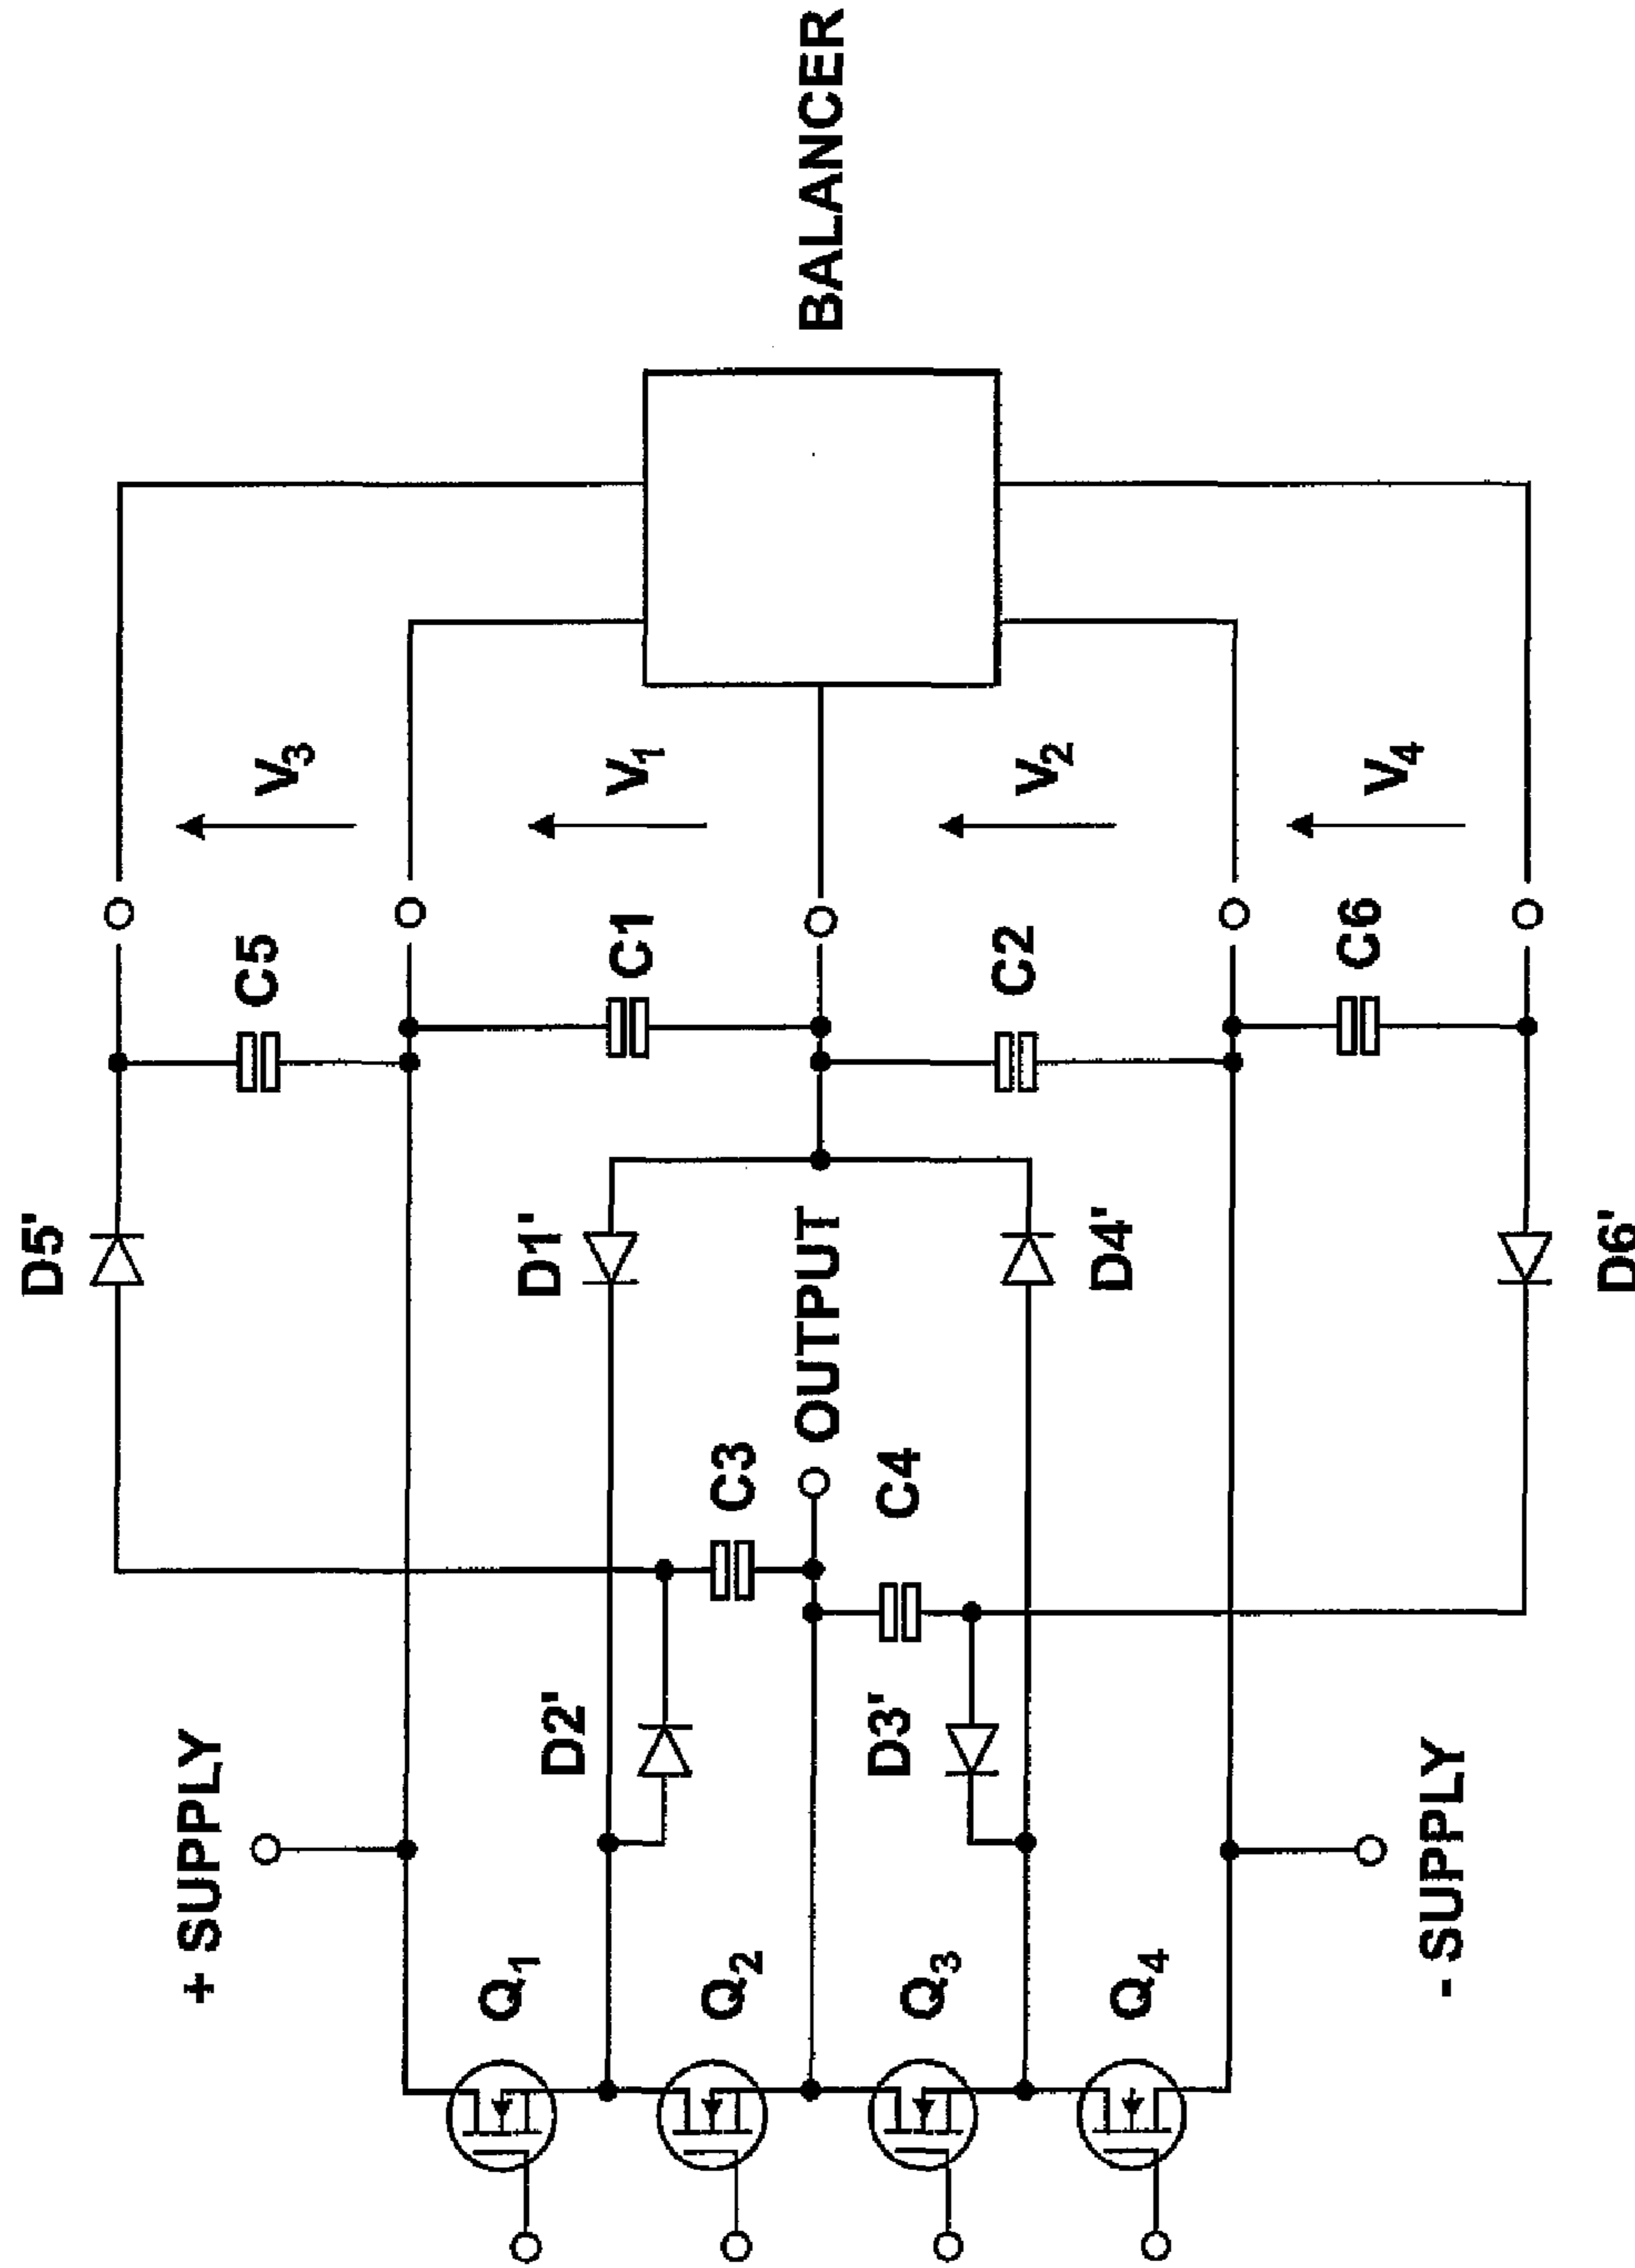 BALANCER
V3
V1
V2
V4
C5
C1
C2
C6
D5'
D1'
OUTPUT
D4'
D6'
C3
C4
D2'
D3'
+ SUPPLY
- SUPPLY
Q1
Q2
Q3
Q4